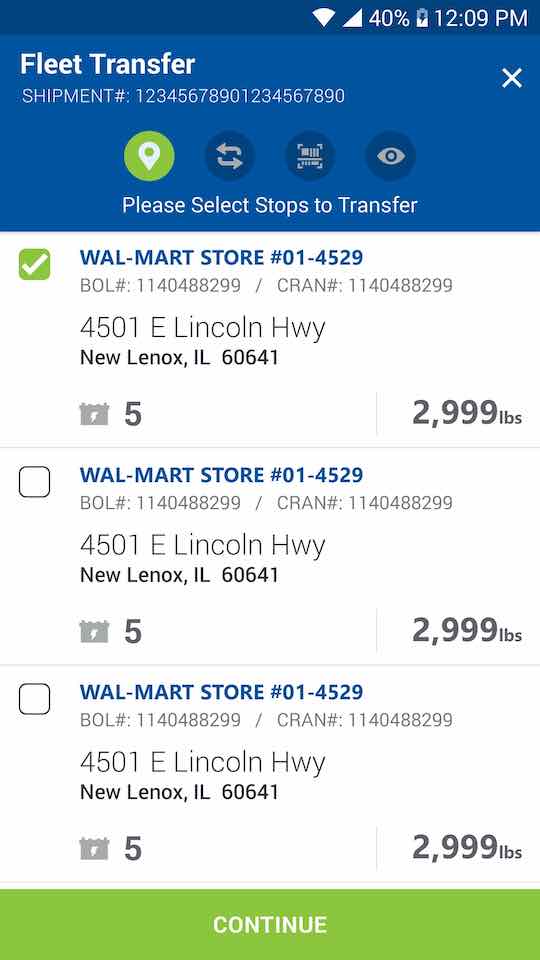 40% 12:09 PM
Fleet Transfer
SHIPMENT#: 12345678901234567890
Please Select Stops to Transfer
WAL-MART STORE #01-4529
BOL#: 1140488299 / CRAN#: 1140488299
4501 E Lincoln Hwy
New Lenox, IL 60641
5 2,999lbs
WAL-MART STORE #01-4529
BOL#: 1140488299 / CRAN#: 1140488299
4501 E Lincoln Hwy
New Lenox, IL 60641
5 2,999lbs
WAL-MART STORE #01-4529
BOL#: 1140488299 / CRAN#: 1140488299
4501 E Lincoln Hwy
New Lenox, IL 60641
5 2,999lbs
CONTINUE